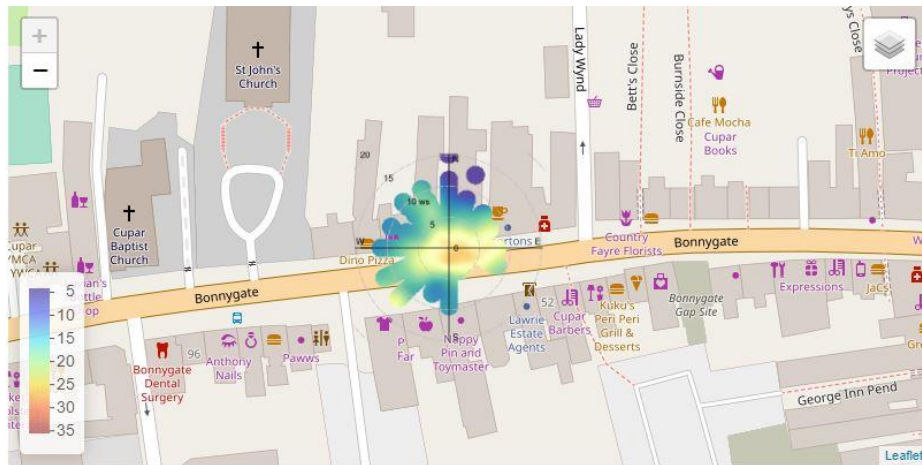 +
−
St John's
Church
Lady Wynd
Bett's Close
Burnside Close
Cafe Mocha
Cupar
Books
Ti Amo
Cupar
Baptist
Church
Cupar
YMCA
20
15
10 ws
5
0
W
E
S
Dino Pizza
Country
Fayre Florists
Bonnygate
Bonnygate
5
10
15
20
25
30
35
96
Bonnygate
Dental
Surgery
Anthony
Nails
Pawws
P
Far
Nappy
Pin and
Toymaster
52
Lawrie
Estate
Agents
Cupar
Barbers
Kuku's
Peri Peri
Grill &
Desserts
Bonnygate
Gap Site
Expressions
JaCs
George Inn Pend
Leaflet